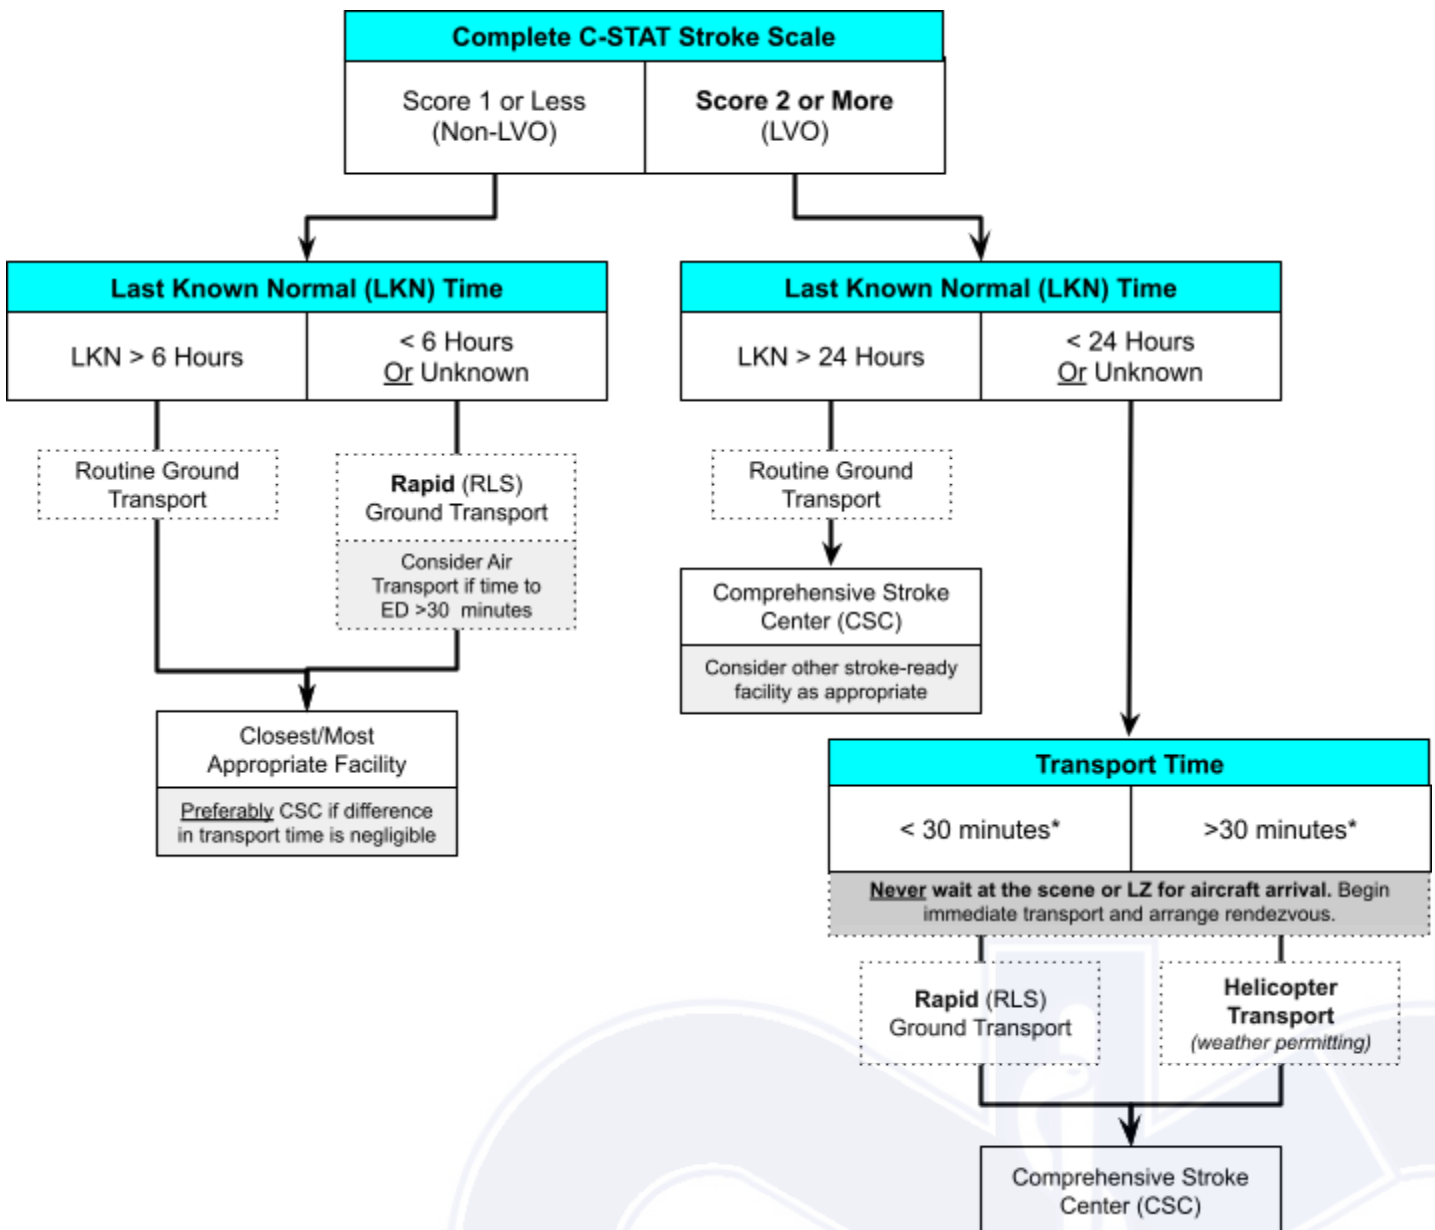 Complete C-STAT Stroke Scale
Score 1 or Less
(Non-LVO)
Score 2 or More
(LVO)
Last Known Normal (LKN) Time
LKN > 6 Hours
< 6 Hours
Or Unknown
Routine Ground
Transport
Rapid (RLS)
Ground Transport
Consider Air
Transport if time to
ED >30 minutes
Closest/Most
Appropriate Facility
Preferably CSC if difference
in transport time is negligible
Last Known Normal (LKN) Time
LKN > 24 Hours
< 24 Hours
Or Unknown
Routine Ground
Transport
Comprehensive Stroke
Center (CSC)
Consider other stroke-ready
facility as appropriate
Transport Time
< 30 minutes*
>30 minutes*
Never wait at the scene or LZ for aircraft arrival. Begin
immediate transport and arrange rendezvous.
Rapid (RLS)
Ground Transport
Helicopter
Transport
(weather permitting)
Comprehensive Stroke
Center (CSC)